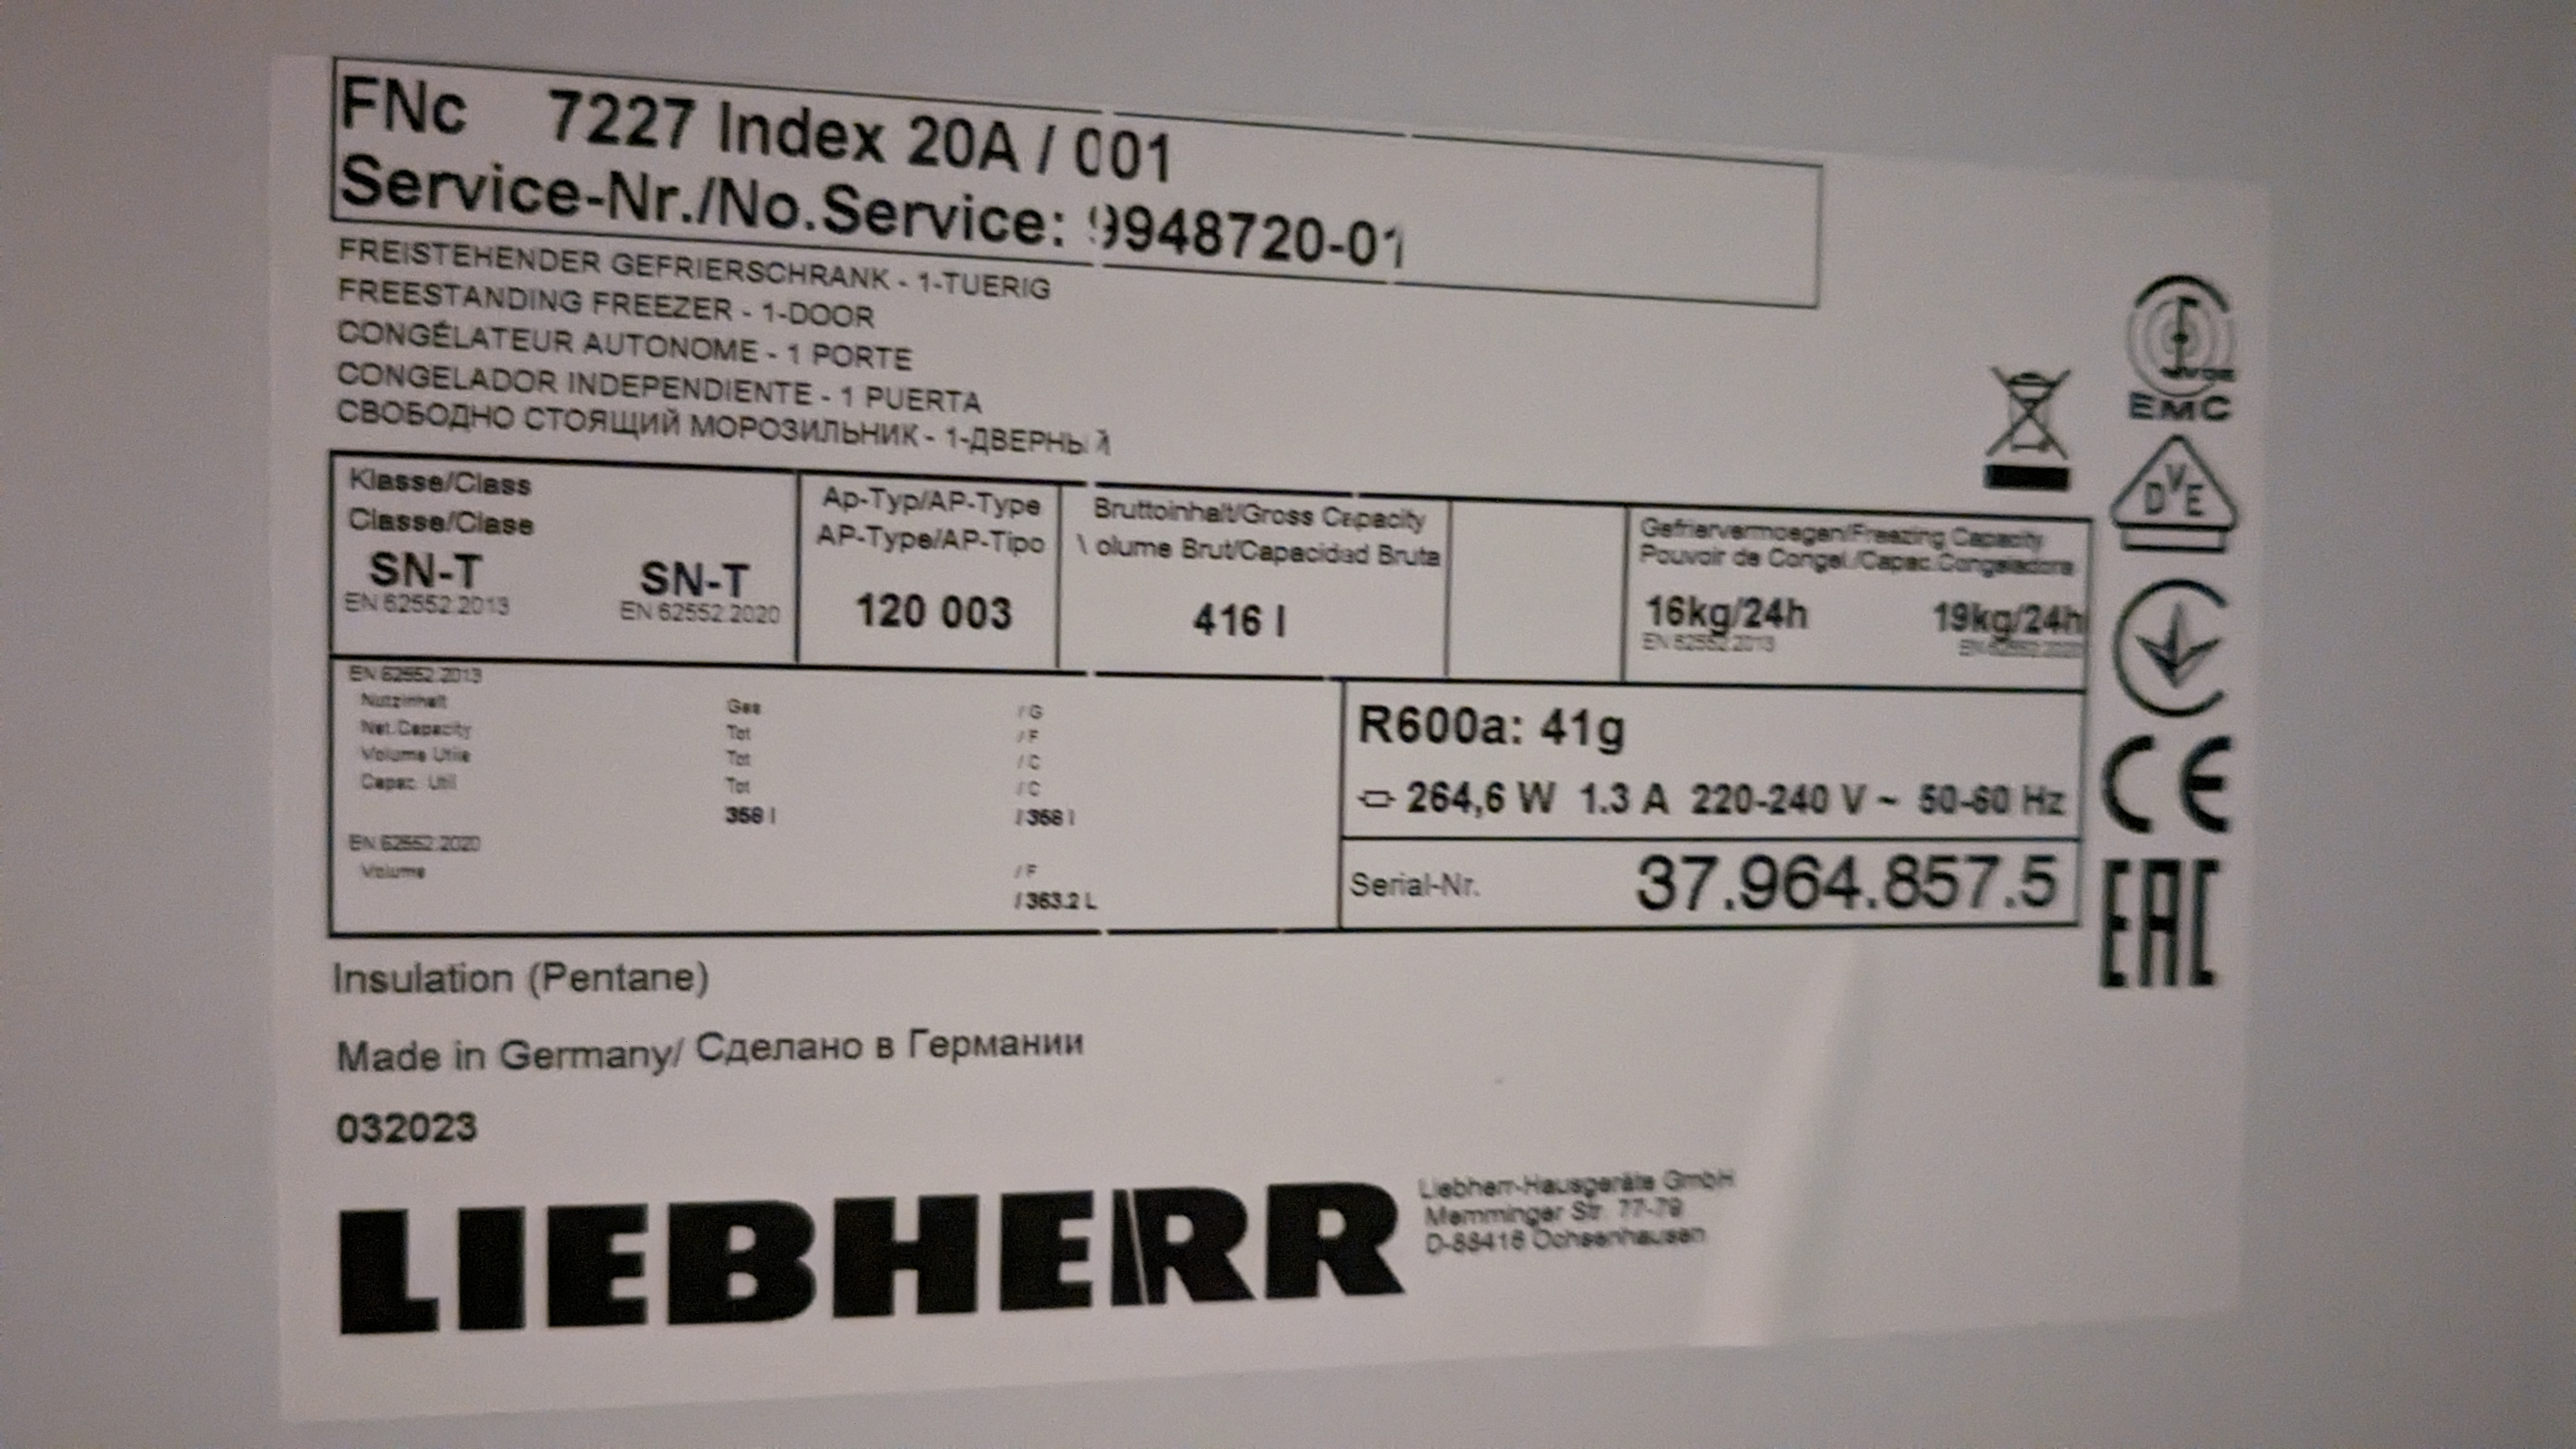 FNc 7227 Index 20A / 001
Service-Nr./No.Service: 9948720-01
FREISTEHENDER GEFRIERSCHRANK - 1-TUERIG
FREESTANDING FREEZER - 1-DOOR
CONGÉLATEUR AUTONOME - 1 PORTE
CONGELADOR INDEPENDIENTE - 1 PUERTA
СВОБОДНО СТОЯЩИЙ МОРОЗИЛЬНИК - 1-ДВЕРНЫЙ
EMC
DVE
Klasse/Class
Classe/Clase
SN-T SN-T
EN 62552:2013 EN 62552:2020
Ap-Typ/AP-Type
AP-Type/AP-Tipo
120 003
Bruttoinhalt/Gross Capacity
Volume Brut/Capacidad Bruta
416 l
Gefriervermoegen/Freezing Capacity
Pouvoir de Congel./Capac.Congeladora
16kg/24h 19kg/24h
EN 62552:2013 EN 62552:2020
EN 62552:2013
Nutzinhalt Ges / G
Net.Capacity Tot / F
Volume Utile Tot / C
Capac. Util Tot / C
358 l / 358 l
EN 62552:2020
Volume / F
/ 363.2 L
R600a: 41g
264,6 W 1.3 A 220-240 V ~ 50-60 Hz
Serial-Nr. 37.964.857.5
CE
EAC
Insulation (Pentane)
Made in Germany/ Сделано в Германии
032023
LIEBHERR
Liebherr-Hausgeräte GmbH
Memminger Str. 77-79
D-88416 Ochsenhausen